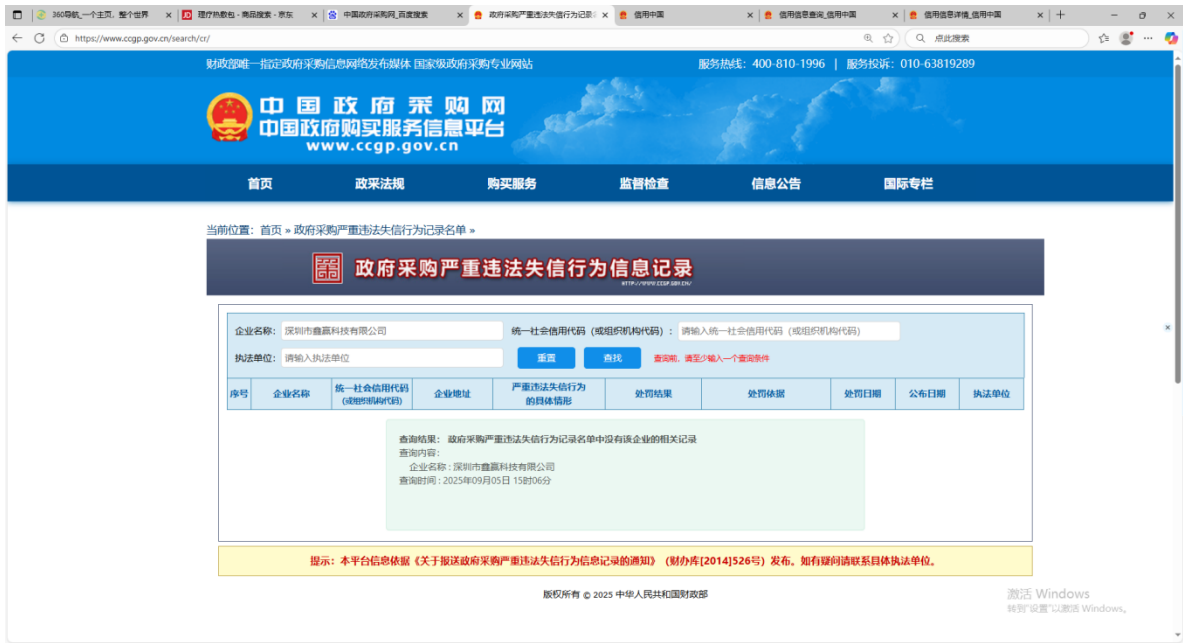 360导航_一个主页，整个世界
理疗热敷包 - 商品搜索 - 京东
中国政府采购网_百度搜索
政府采购严重违法失信行为记录
信用中国
信用信息查询_信用中国
信用信息详情_信用中国
https://www.ccgp.gov.cn/search/cr/
点此搜索
财政部唯一指定政府采购信息网络发布媒体 国家级政府采购专业网站
服务热线：400-810-1996 | 服务投诉：010-63819289
中国政府采购网
中国政府购买服务信息平台
www.ccgp.gov.cn
首页 政采法规 购买服务 监督检查 信息公告 国际专栏
当前位置：首页 » 政府采购严重违法失信行为记录名单 »
政府采购严重违法失信行为信息记录
HTTP://WWW.CCGP.GOV.CN/
企业名称： 深圳市鑫赢科技有限公司 统一社会信用代码（或组织机构代码）： 请输入统一社会信用代码（或组织机构代码）
执法单位： 请输入执法单位 重置 查找 查询前，请至少输入一个查询条件
序号 企业名称 统一社会信用代码 企业地址 严重违法失信行为 处罚结果 处罚依据 处罚日期 公布日期 执法单位
(或组织机构代码) 的具体情形
查询结果： 政府采购严重违法失信行为记录名单中没有该企业的相关记录
查询内容：
企业名称 : 深圳市鑫赢科技有限公司
查询时间 : 2025年09月05日 15时06分
提示：本平台信息依据《关于报送政府采购严重违法失信行为信息记录的通知》（财办库[2014]526号）发布。如有疑问请联系具体执法单位。
版权所有 © 2025 中华人民共和国财政部
激活 Windows
转到"设置"以激活 Windows。